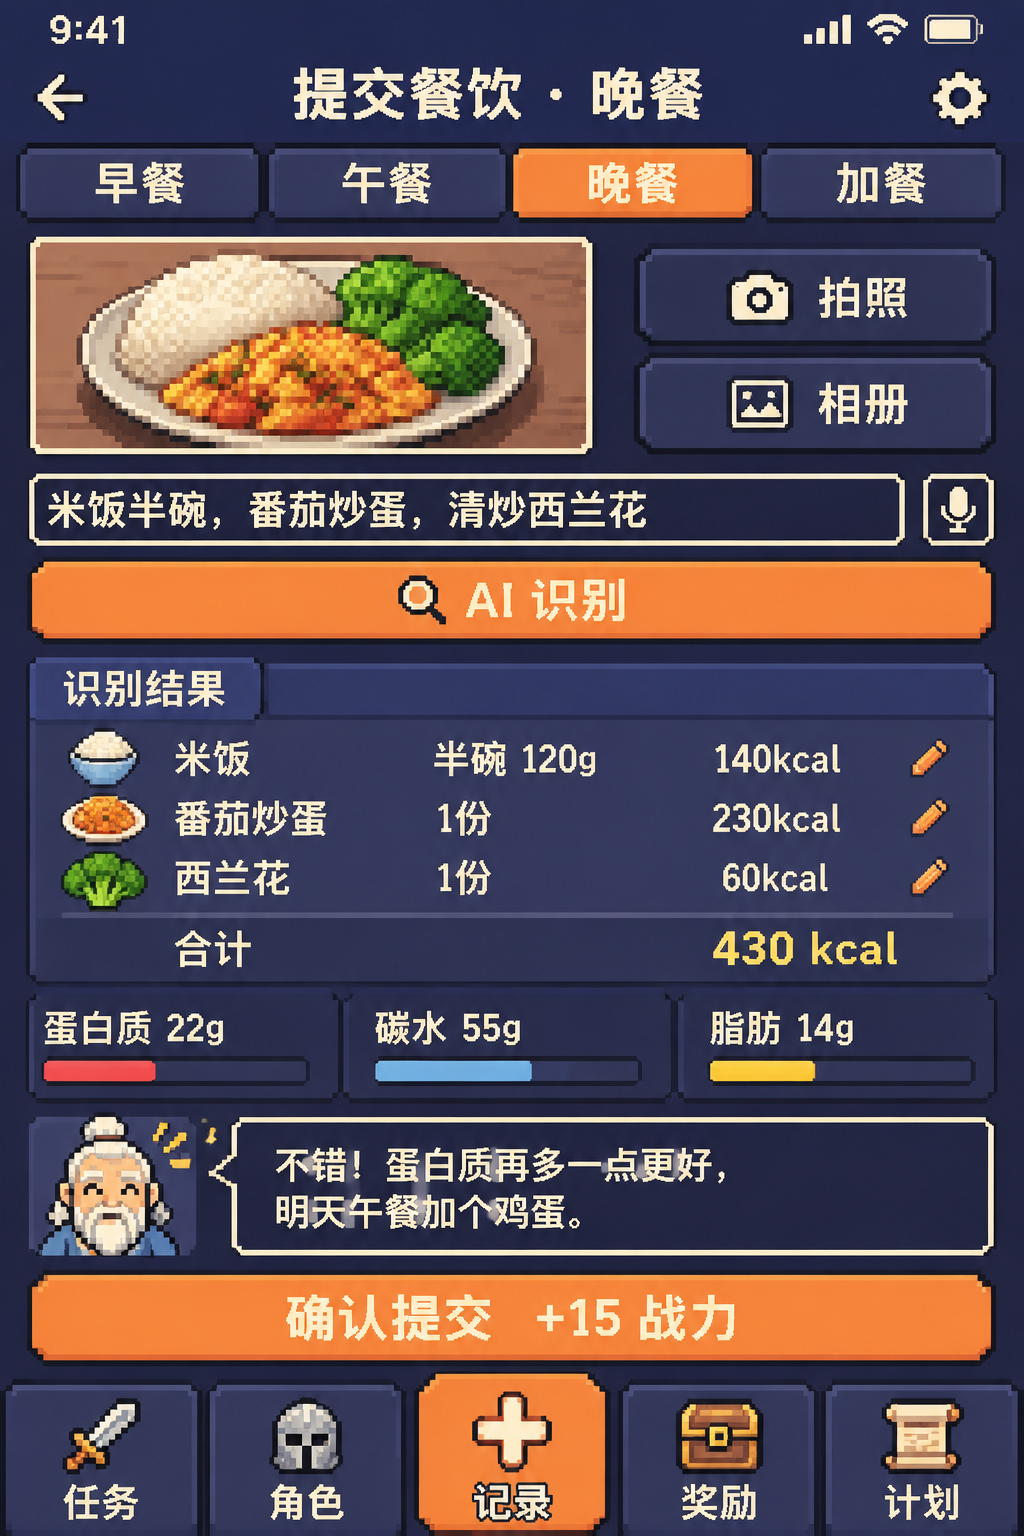 9:41
提交餐饮 · 晚餐
早餐 午餐 晚餐 加餐
拍照
相册
米饭半碗，番茄炒蛋，清炒西兰花
AI 识别
识别结果
米饭 半碗 120g 140kcal
番茄炒蛋 1份 230kcal
西兰花 1份 60kcal
合计 430 kcal
蛋白质 22g 碳水 55g 脂肪 14g
不错！蛋白质再多一点更好，
明天午餐加个鸡蛋。
确认提交 +15 战力
任务 角色 记录 奖励 计划